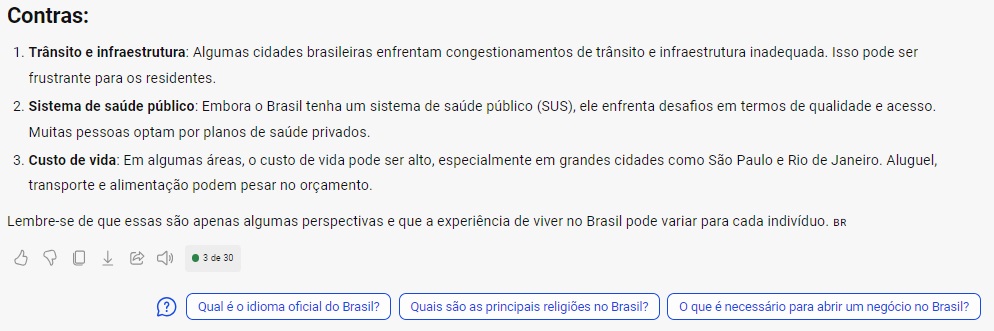 Contras:
1. Trânsito e infraestrutura: Algumas cidades brasileiras enfrentam congestionamentos de trânsito e infraestrutura inadequada. Isso pode ser
frustrante para os residentes.
2. Sistema de saúde público: Embora o Brasil tenha um sistema de saúde público (SUS), ele enfrenta desafios em termos de qualidade e acesso.
Muitas pessoas optam por planos de saúde privados.
3. Custo de vida: Em algumas áreas, o custo de vida pode ser alto, especialmente em grandes cidades como São Paulo e Rio de Janeiro. Aluguel,
transporte e alimentação podem pesar no orçamento.
Lembre-se de que essas são apenas algumas perspectivas e que a experiência de viver no Brasil pode variar para cada indivíduo. BR
3 de 30
Qual é o idioma oficial do Brasil? Quais são as principais religiões no Brasil? O que é necessário para abrir um negócio no Brasil?